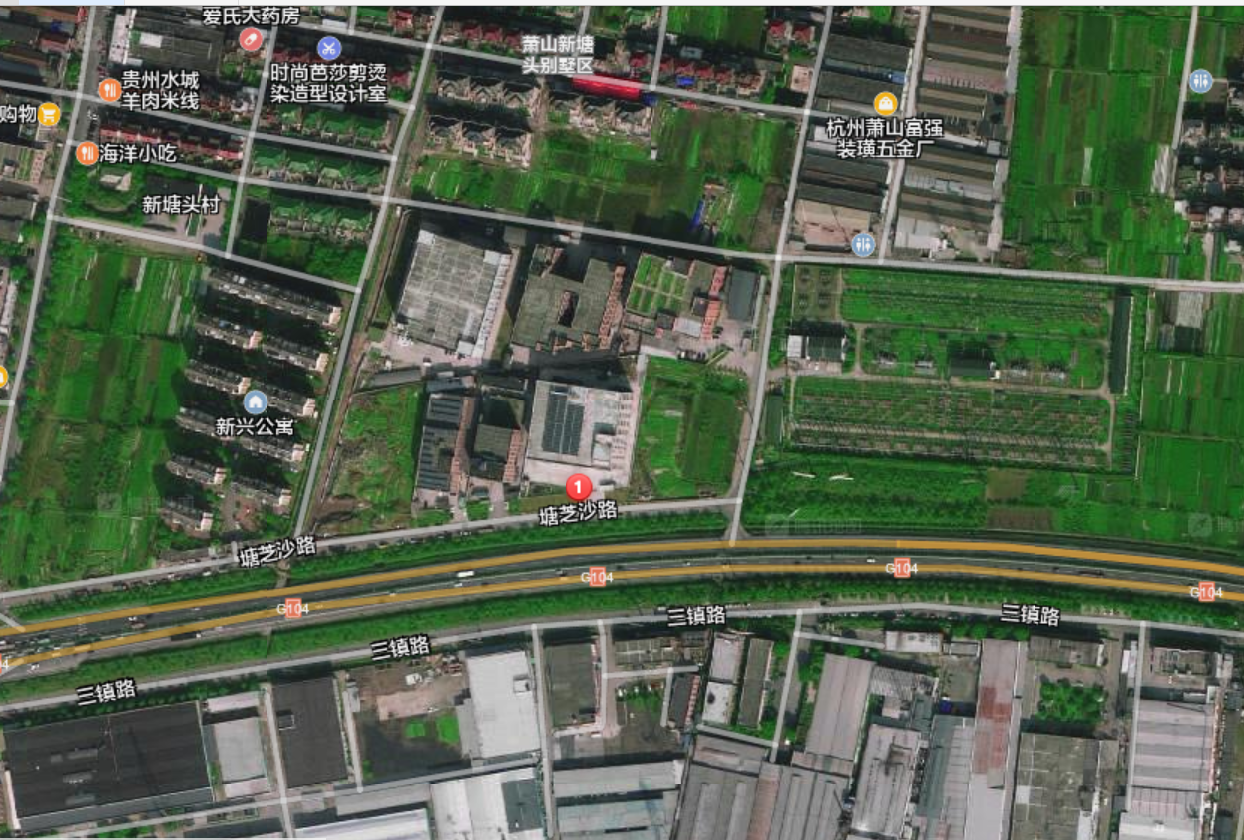 爱氏大药房
萧山新塘
头别墅区
时尚芭莎剪烫
染造型设计室
贵州水城
羊肉米线
购物
杭州萧山富强
装璜五金厂
海洋小吃
新塘头村
新兴公寓
1
塘芝沙路
塘芝沙路
G104
G104
G104
G104
4
三镇路
三镇路
三镇路
三镇路